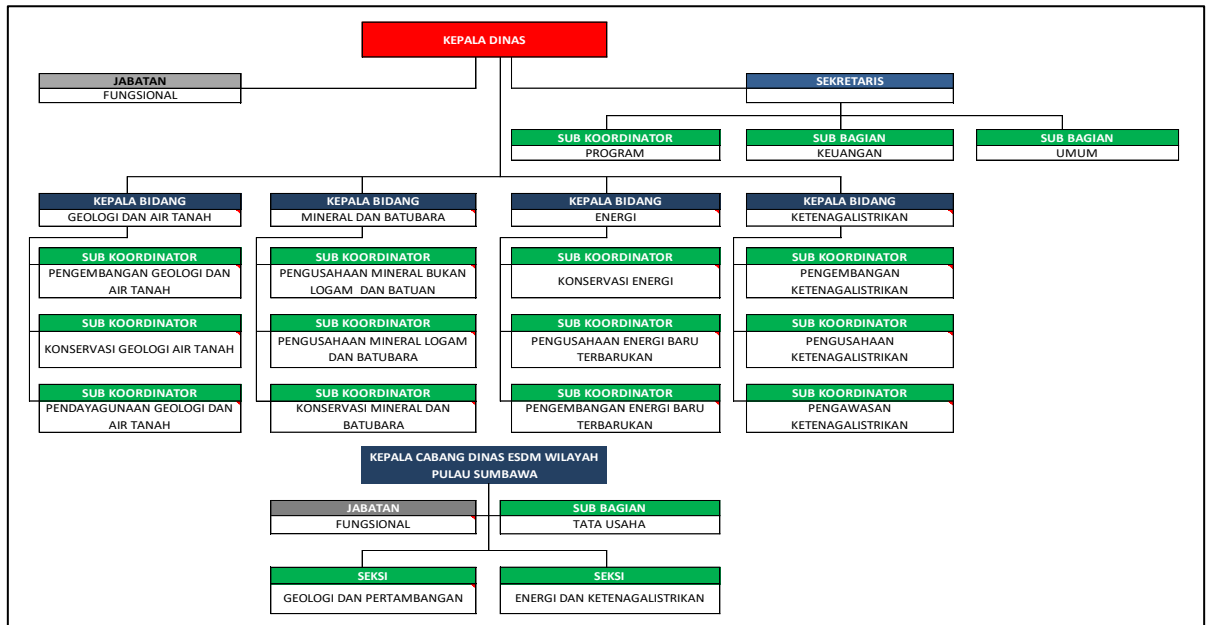 KEPALA DINAS
JABATAN
FUNGSIONAL
SEKRETARIS
SUB KOORDINATOR
PROGRAM
SUB BAGIAN
KEUANGAN
SUB BAGIAN
UMUM
KEPALA BIDANG
GEOLOGI DAN AIR TANAH
KEPALA BIDANG
MINERAL DAN BATUBARA
KEPALA BIDANG
ENERGI
KEPALA BIDANG
KETENAGALISTRIKAN
SUB KOORDINATOR
PENGEMBANGAN GEOLOGI DAN
AIR TANAH
SUB KOORDINATOR
PENGUSAHAAN MINERAL BUKAN
LOGAM DAN BATUAN
SUB KOORDINATOR
KONSERVASI ENERGI
SUB KOORDINATOR
PENGEMBANGAN
KETENAGALISTRIKAN
SUB KOORDINATOR
KONSERVASI GEOLOGI AIR TANAH
SUB KOORDINATOR
PENGUSAHAAN MINERAL LOGAM
DAN BATUBARA
SUB KOORDINATOR
PENGUSAHAAN ENERGI BARU
TERBARUKAN
SUB KOORDINATOR
PENGUSAHAAN
KETENAGALISTRIKAN
SUB KOORDINATOR
PENDAYAGUNAAN GEOLOGI DAN
AIR TANAH
SUB KOORDINATOR
KONSERVASI MINERAL DAN
BATUBARA
SUB KOORDINATOR
PENGEMBANGAN ENERGI BARU
TERBARUKAN
SUB KOORDINATOR
PENGAWASAN
KETENAGALISTRIKAN
KEPALA CABANG DINAS ESDM WILAYAH
PULAU SUMBAWA
JABATAN
FUNGSIONAL
SUB BAGIAN
TATA USAHA
SEKSI
GEOLOGI DAN PERTAMBANGAN
SEKSI
ENERGI DAN KETENAGALISTRIKAN